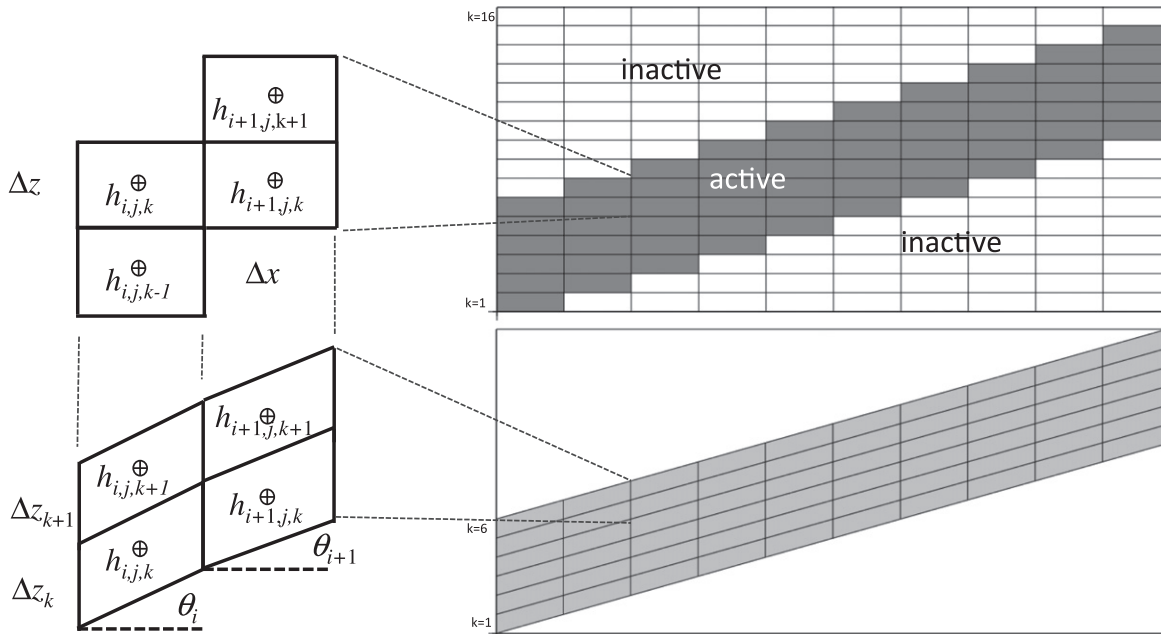 k=16
inactive
h_{i+1,j,k+1}
Δz
h_{i,j,k}
h_{i+1,j,k}
active
inactive
h_{i,j,k-1}
Δx
k=1
h_{i+1,j,k+1}
h_{i,j,k+1}
Δz_{k+1}
h_{i+1,j,k}
k=6
h_{i,j,k}
θ_{i+1}
Δz_k
θ_i
k=1